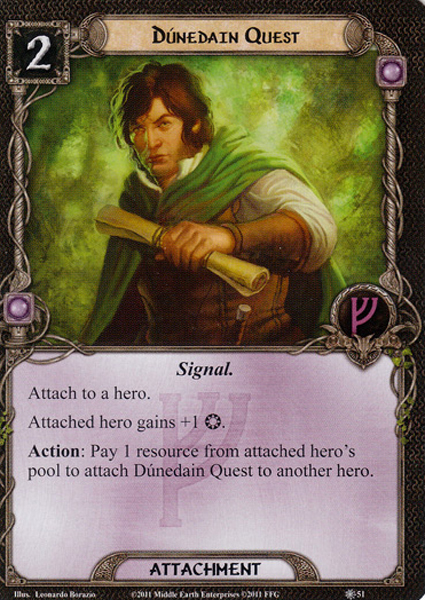 2
DÚNEDAIN QUEST
Signal.
Attach to a hero.
Attached hero gains +1 .
Action: Pay 1 resource from attached hero's
pool to attach Dúnedain Quest to another hero.
ATTACHMENT
Illus. Leonardo Borazio ©2011 Middle Earth Enterprises ©2011 FFG 51